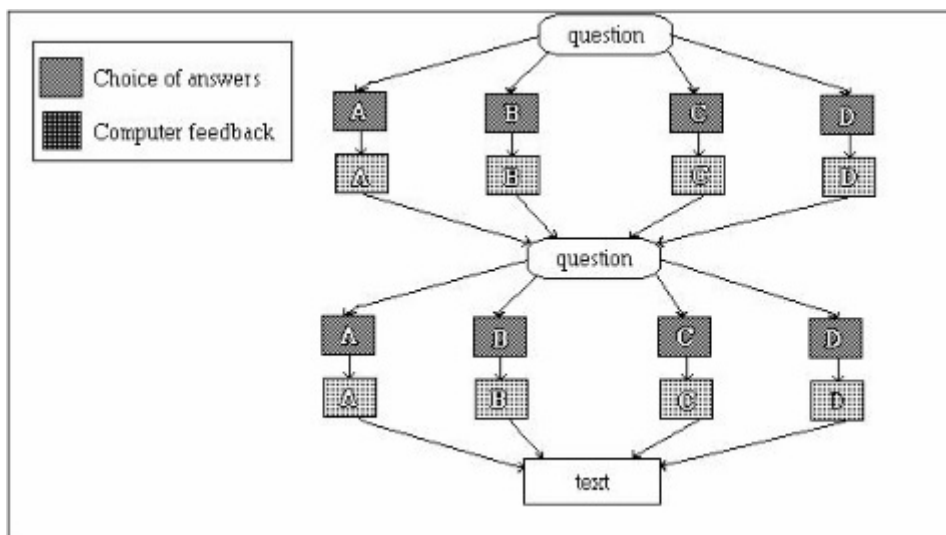 question
Choice of answers
Computer feedback
A B C D
A B C D
question
A B C D
A B C D
text